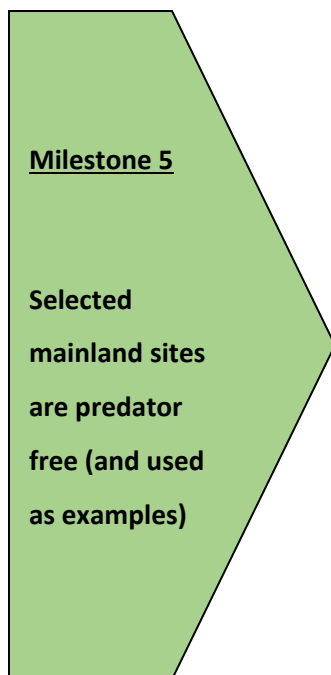 Milestone 5
Selected
mainland sites
are predator
free (and used
as examples)